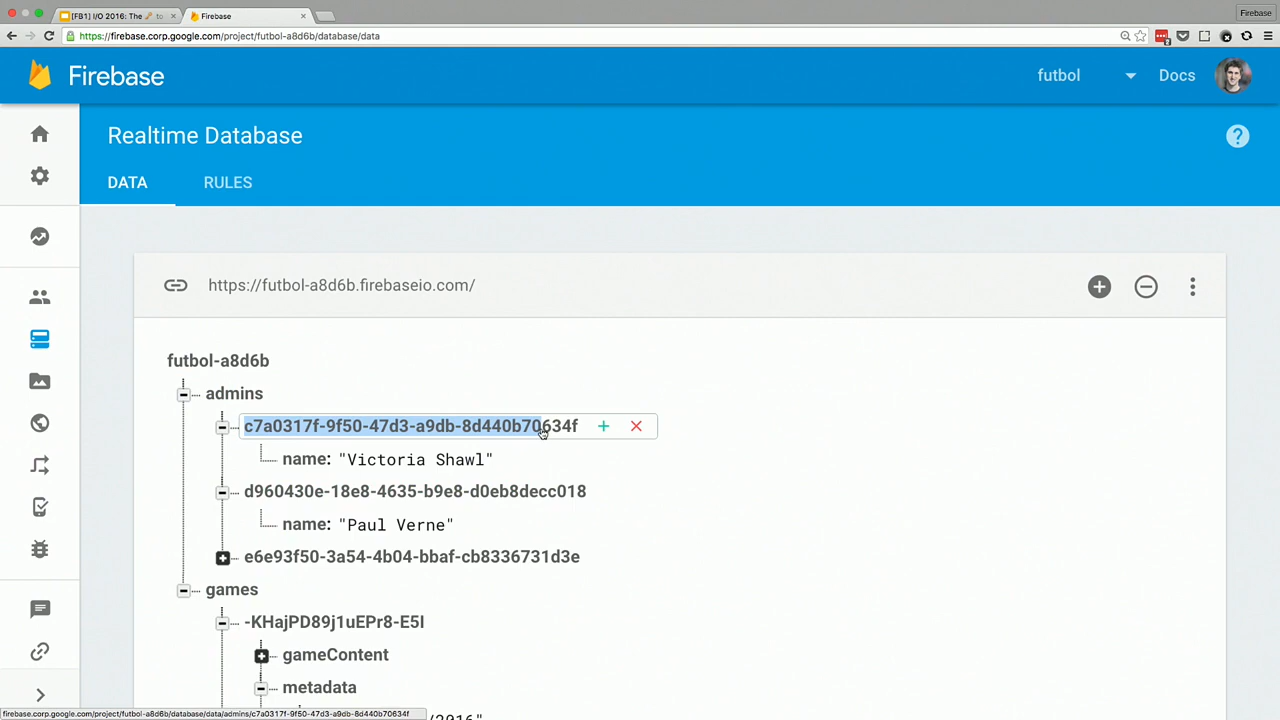 [FB1] I/O 2016: The to
Firebase
Firebase
https://firebase.corp.google.com/project/futbol-a8d6b/database/data
Firebase
futbol
Docs
Realtime Database
DATA
RULES
https://futbol-a8d6b.firebaseio.com/
futbol-a8d6b
admins
c7a0317f-9f50-47d3-a9db-8d440b70634f
name: "Victoria Shawl"
d960430e-18e8-4635-b9e8-d0eb8decc018
name: "Paul Verne"
e6e93f50-3a54-4b04-bbaf-cb8336731d3e
games
-KHajPD89j1uEPr8-E5I
gameContent
metadata
/2016"
firebase.corp.google.com/project/futbol-a8d6b/database/data/admins/c7a0317f-9f50-47d3-a9db-8d440b70634f